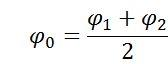 φ₀ = (φ₁ + φ₂) / 2